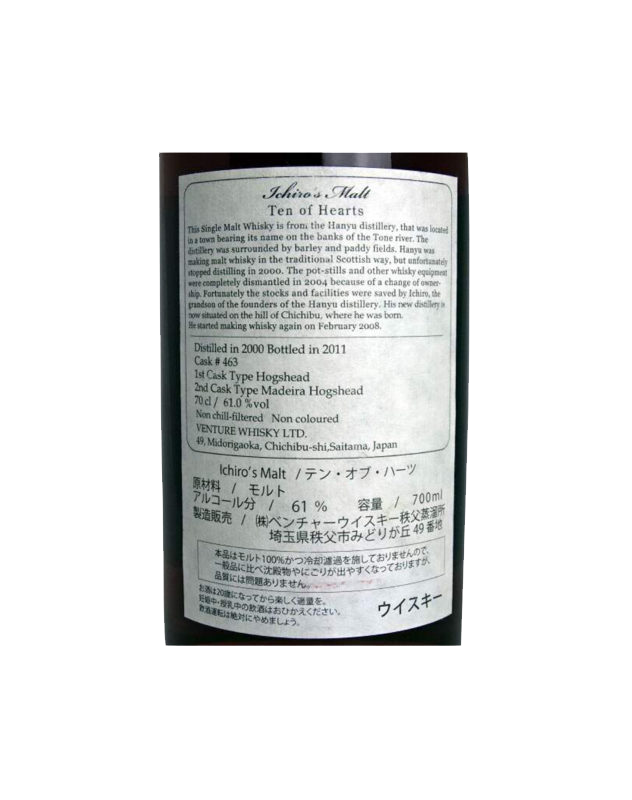 Ichiro's Malt
Ten of Hearts
This Single Malt Whisky is from the Hanyu distillery, that was located
in a town bearing its name on the banks of the Tone river. The
distillery was surrounded by barley and paddy fields. Hanyu was
making malt whisky in the traditional Scottish way, but unfortunately
stopped distilling in 2000. The pot-stills and other whisky equipment
were completely dismantled in 2004 because of a change of owner-
ship. Fortunately the stocks and facilities were saved by Ichiro, the
grandson of the founders of the Hanyu distillery. His new distillery is
now situated on the hill of Chichibu, where he was born.
He started making whisky again on February 2008.
Distilled in 2000 Bottled in 2011
Cask # 463
1st Cask Type Hogshead
2nd Cask Type Madeira Hogshead
70 cl / 61.0 %vol
Non chill-filtered Non coloured
VENTURE WHISKY LTD.
49, Midorigaoka, Chichibu-shi,Saitama, Japan
Ichiro's Malt / テン・オブ・ハーツ
原材料 / モルト
アルコール分 / 61 % 容量 / 700ml
製造販売 / ㈱ベンチャーウイスキー秩父蒸溜所
埼玉県秩父市みどりが丘49番地
本品はモルト100%かつ冷却濾過を施しておりませんので、
一般品に比べ沈殿物やにごりが出やすくなっておりますが、
品質には問題ありません。
お酒は20歳になってから楽しく適量を。
妊娠中・授乳中の飲酒はおひかえください。
飲酒運転は絶対にやめましょう。
ウイスキー